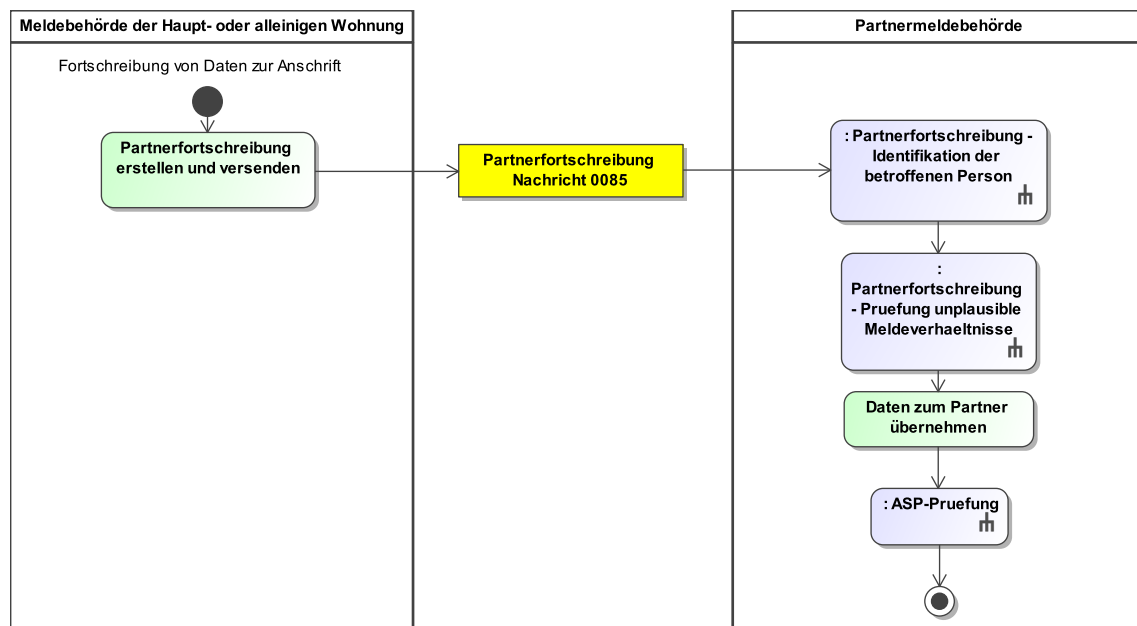 Meldebehörde der Haupt- oder alleinigen Wohnung
Fortschreibung von Daten zur Anschrift
Partnerfortschreibung
erstellen und versenden
Partnerfortschreibung
Nachricht 0085
Partnermeldebehörde
: Partnerfortschreibung -
Identifikation der
betroffenen Person
:
Partnerfortschreibung
- Pruefung unplausible
Meldeverhaeltnisse
Daten zum Partner
übernehmen
: ASP-Pruefung